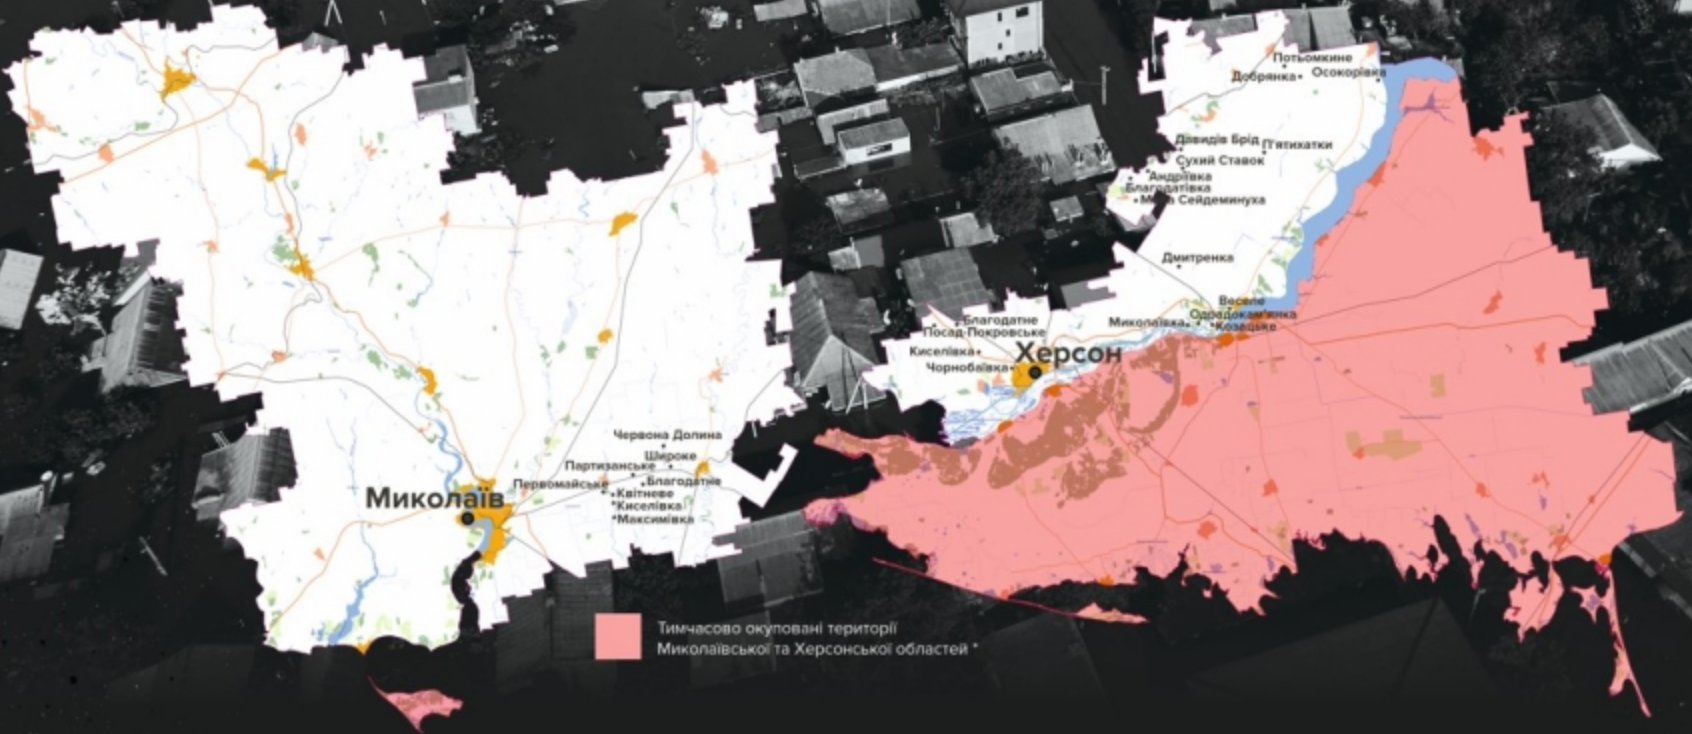 Потьомкине
Добрянка
Осокорівка
Давидів Брід
П'ятихатки
Сухий Ставок
Андріївка
Благодатівка
Мала Сейдеминуха
Дмитренка
Веселе
Одрадокам'янка
Миколаївка
Козацьке
Благодатне
Посад-Покровське
Киселівка
Херсон
Чорнобаївка
Червона Долина
Широке
Партизанське
Первомайське
Благодатне
Миколаїв
Квітневе
Киселівка
Максимівка
Тимчасово окуповані території
Миколаївської та Херсонської областей *